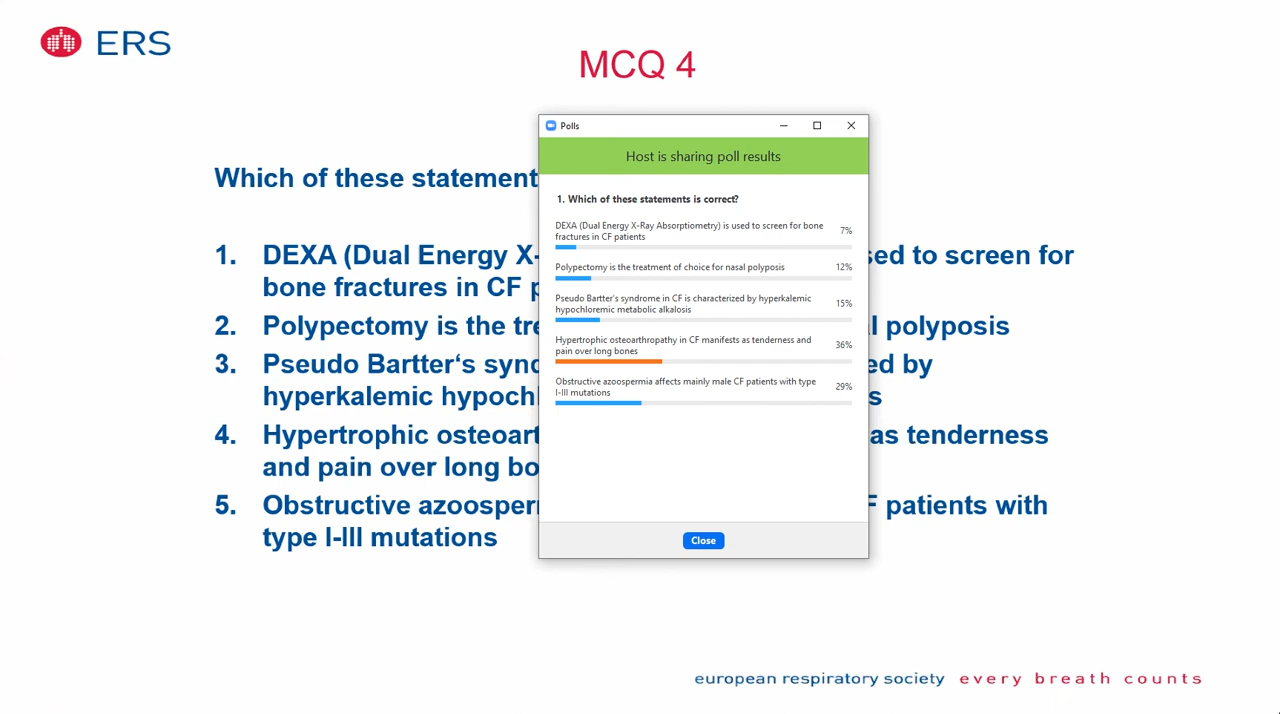 ERS
MCQ 4
Which of these statement
1. DEXA (Dual Energy X- sed to screen for
bone fractures in CF
2. Polypectomy is the tre al polyposis
3. Pseudo Bartter‘s synd ed by
hyperkalemic hypochl s
4. Hypertrophic osteoart as tenderness
and pain over long bo
5. Obstructive azoosper F patients with
type I-III mutations
Polls
Host is sharing poll results
1. Which of these statements is correct?
DEXA (Dual Energy X-Ray Absorptiometry) is used to screen for bone
fractures in CF patients
7%
Polypectomy is the treatment of choice for nasal polyposis
12%
Pseudo Bartter's syndrome in CF is characterized by hyperkalemic
hypochloremic metabolic alkalosis
15%
Hypertrophic osteoarthropathy in CF manifests as tenderness and
pain over long bones
36%
Obstructive azoospermia affects mainly male CF patients with type
I-III mutations
29%
Close
european respiratory society every breath counts